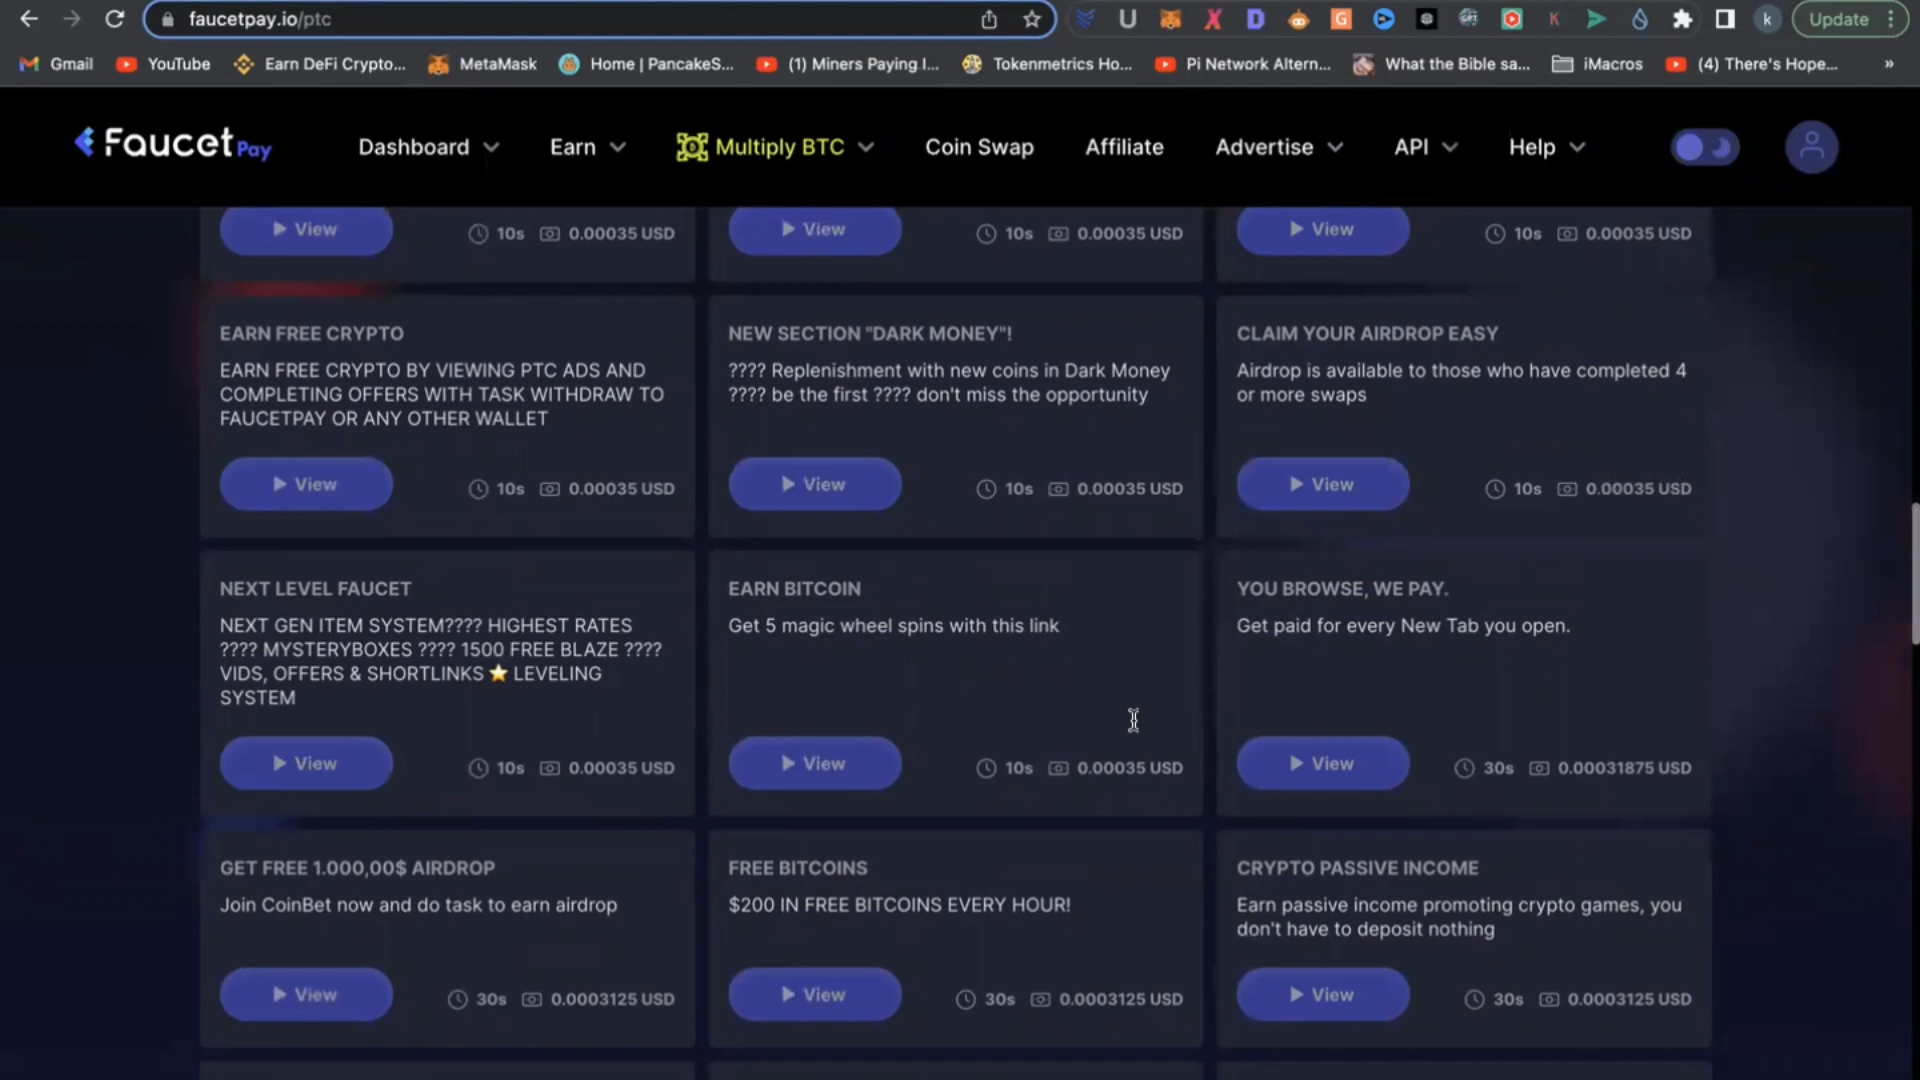 faucetpay.io/ptc
Update
Gmail YouTube Earn DeFi Crypto... MetaMask Home | PancakeS... (1) Miners Paying I... Tokenmetrics Ho... Pi Network Altern... What the Bible sa... iMacros (4) There's Hope... »
FaucetPay Dashboard Earn Multiply BTC Coin Swap Affiliate Advertise API Help
View 10s 0.00035 USD View 10s 0.00035 USD View 10s 0.00035 USD
EARN FREE CRYPTO
EARN FREE CRYPTO BY VIEWING PTC ADS AND
COMPLETING OFFERS WITH TASK WITHDRAW TO
FAUCETPAY OR ANY OTHER WALLET
View 10s 0.00035 USD
NEW SECTION "DARK MONEY"!
???? Replenishment with new coins in Dark Money
???? be the first ???? don't miss the opportunity
View 10s 0.00035 USD
CLAIM YOUR AIRDROP EASY
Airdrop is available to those who have completed 4
or more swaps
View 10s 0.00035 USD
NEXT LEVEL FAUCET
NEXT GEN ITEM SYSTEM???? HIGHEST RATES
???? MYSTERYBOXES ???? 1500 FREE BLAZE ????
VIDS, OFFERS & SHORTLINKS ⭐ LEVELING
SYSTEM
View 10s 0.00035 USD
EARN BITCOIN
Get 5 magic wheel spins with this link
View 10s 0.00035 USD
YOU BROWSE, WE PAY.
Get paid for every New Tab you open.
View 30s 0.00031875 USD
GET FREE 1.000,00$ AIRDROP
Join CoinBet now and do task to earn airdrop
View 30s 0.0003125 USD
FREE BITCOINS
$200 IN FREE BITCOINS EVERY HOUR!
View 30s 0.0003125 USD
CRYPTO PASSIVE INCOME
Earn passive income promoting crypto games, you
don't have to deposit nothing
View 30s 0.0003125 USD